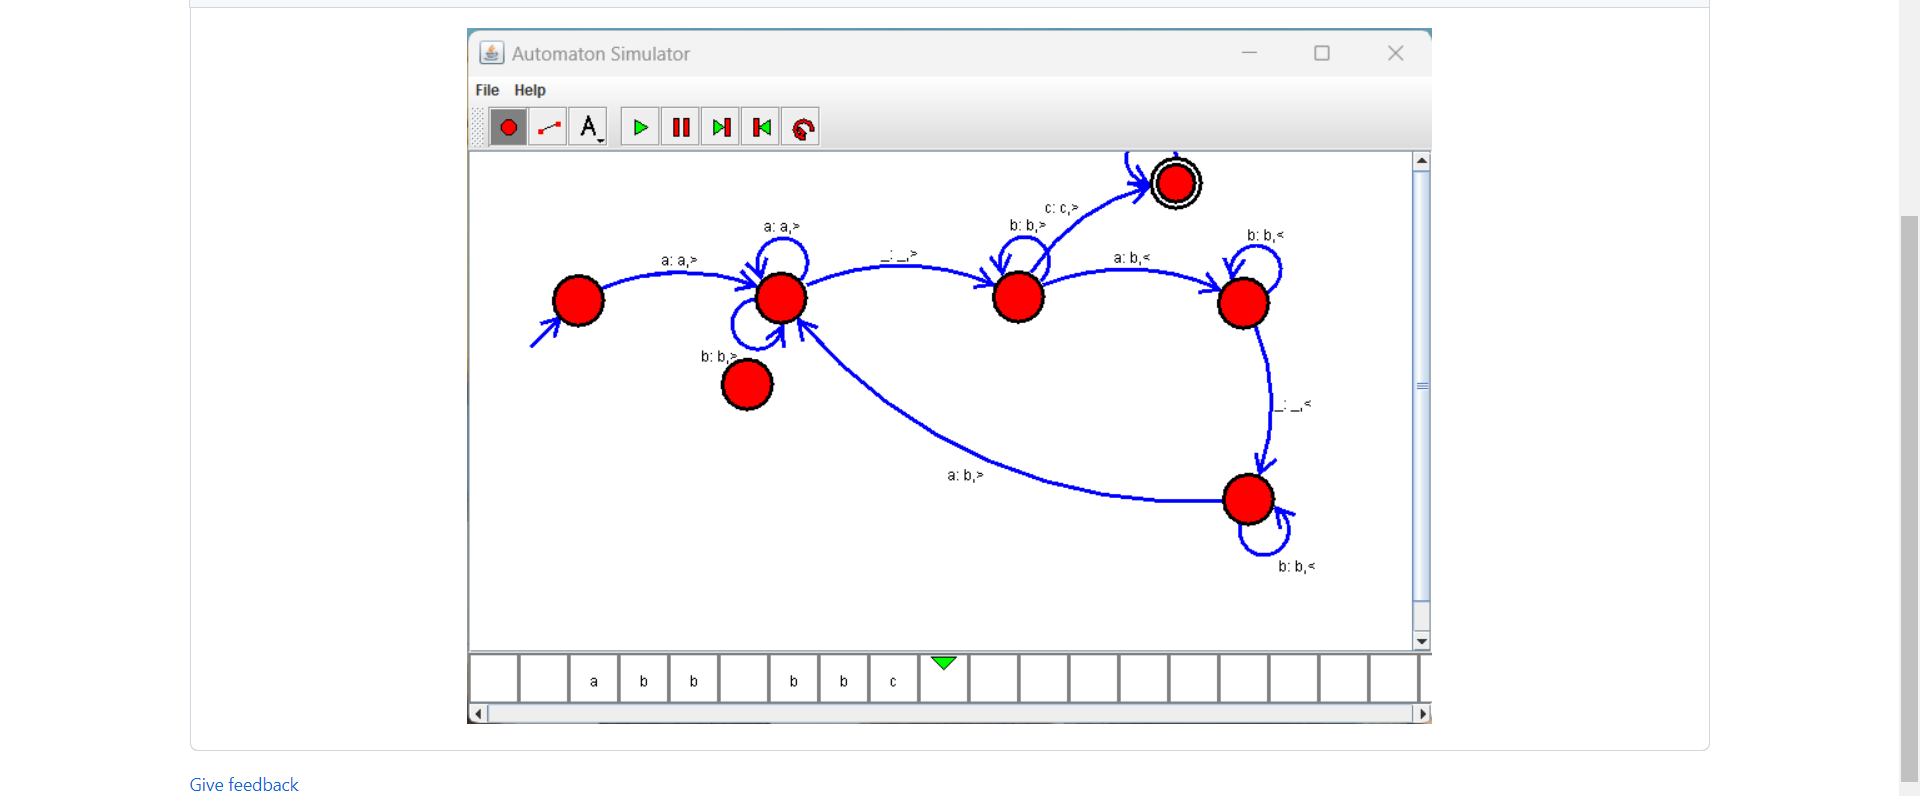 Automaton Simulator
File Help
A
c: c,>
a: a,>
b: b,>
b: b,<
a: a,>
_: _,>
a: b,<
b: b,>
_: _,<
a: b,>
b: b,<
a b b b b c
Give feedback